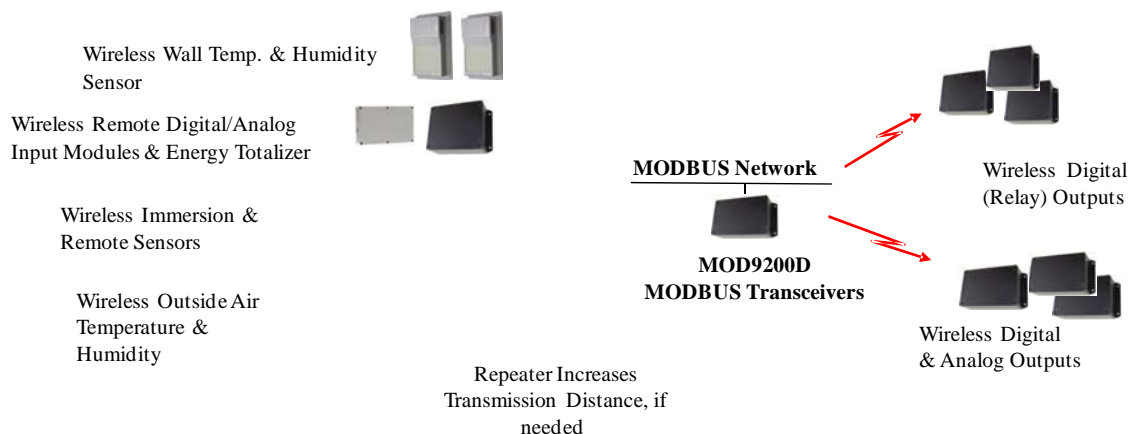 Wireless Wall Temp. & Humidity
Sensor
Wireless Remote Digital/Analog
Input Modules & Energy Totalizer
Wireless Immersion &
Remote Sensors
Wireless Outside Air
Temperature &
Humidity
Repeater Increases
Transmission Distance, if
needed
MODBUS Network
MOD9200D
MODBUS Transceivers
Wireless Digital
(Relay) Outputs
Wireless Digital
& Analog Outputs